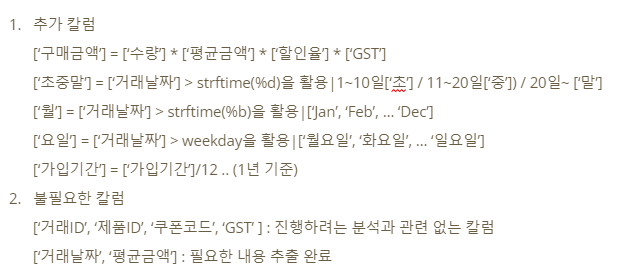 1. 추가 칼럼
['구매금액'] = ['수량'] * ['평균금액'] * ['할인율'] * ['GST']
['초중말'] = ['거래날짜'] > strftime(%d)을 활용|1~10일['초'] / 11~20일['중']) / 20일~ ['말']
['월'] = ['거래날짜'] > strftime(%b)을 활용|['Jan', 'Feb', ... 'Dec']
['요일'] = ['거래날짜'] > weekday을 활용|['월요일', '화요일', ... '일요일']
['가입기간'] = ['가입기간']/12 .. (1년 기준)
2. 불필요한 칼럼
['거래ID', '제품ID', '쿠폰코드', 'GST' ] : 진행하려는 분석과 관련 없는 칼럼
['거래날짜', '평균금액'] : 필요한 내용 추출 완료